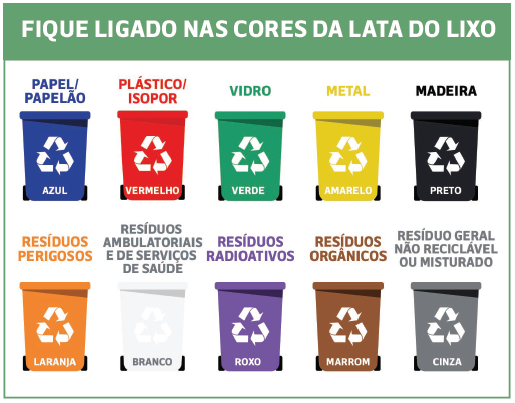 FIQUE LIGADO NAS CORES DA LATA DO LIXO
PAPEL/
PAPELÃO
PLÁSTICO/
ISOPOR
VIDRO
METAL
MADEIRA
AZUL
VERMELHO
VERDE
AMARELO
PRETO
RESÍDUOS
PERIGOSOS
RESÍDUOS
AMBULATORIAIS
E DE SERVIÇOS
DE SAÚDE
RESÍDUOS
RADIOATIVOS
RESÍDUOS
ORGÂNICOS
RESÍDUO GERAL
NÃO RECICLÁVEL
OU MISTURADO
LARANJA
BRANCO
ROXO
MARROM
CINZA